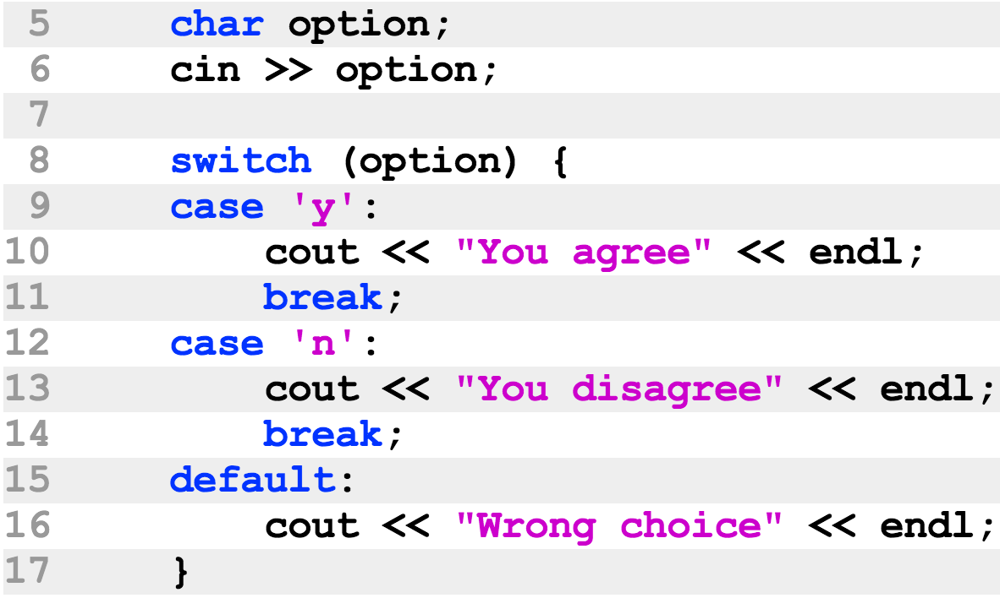 5 char option;
6 cin >> option;
7
8 switch (option) {
9 case 'y':
10 cout << "You agree" << endl;
11 break;
12 case 'n':
13 cout << "You disagree" << endl;
14 break;
15 default:
16 cout << "Wrong choice" << endl;
17 }